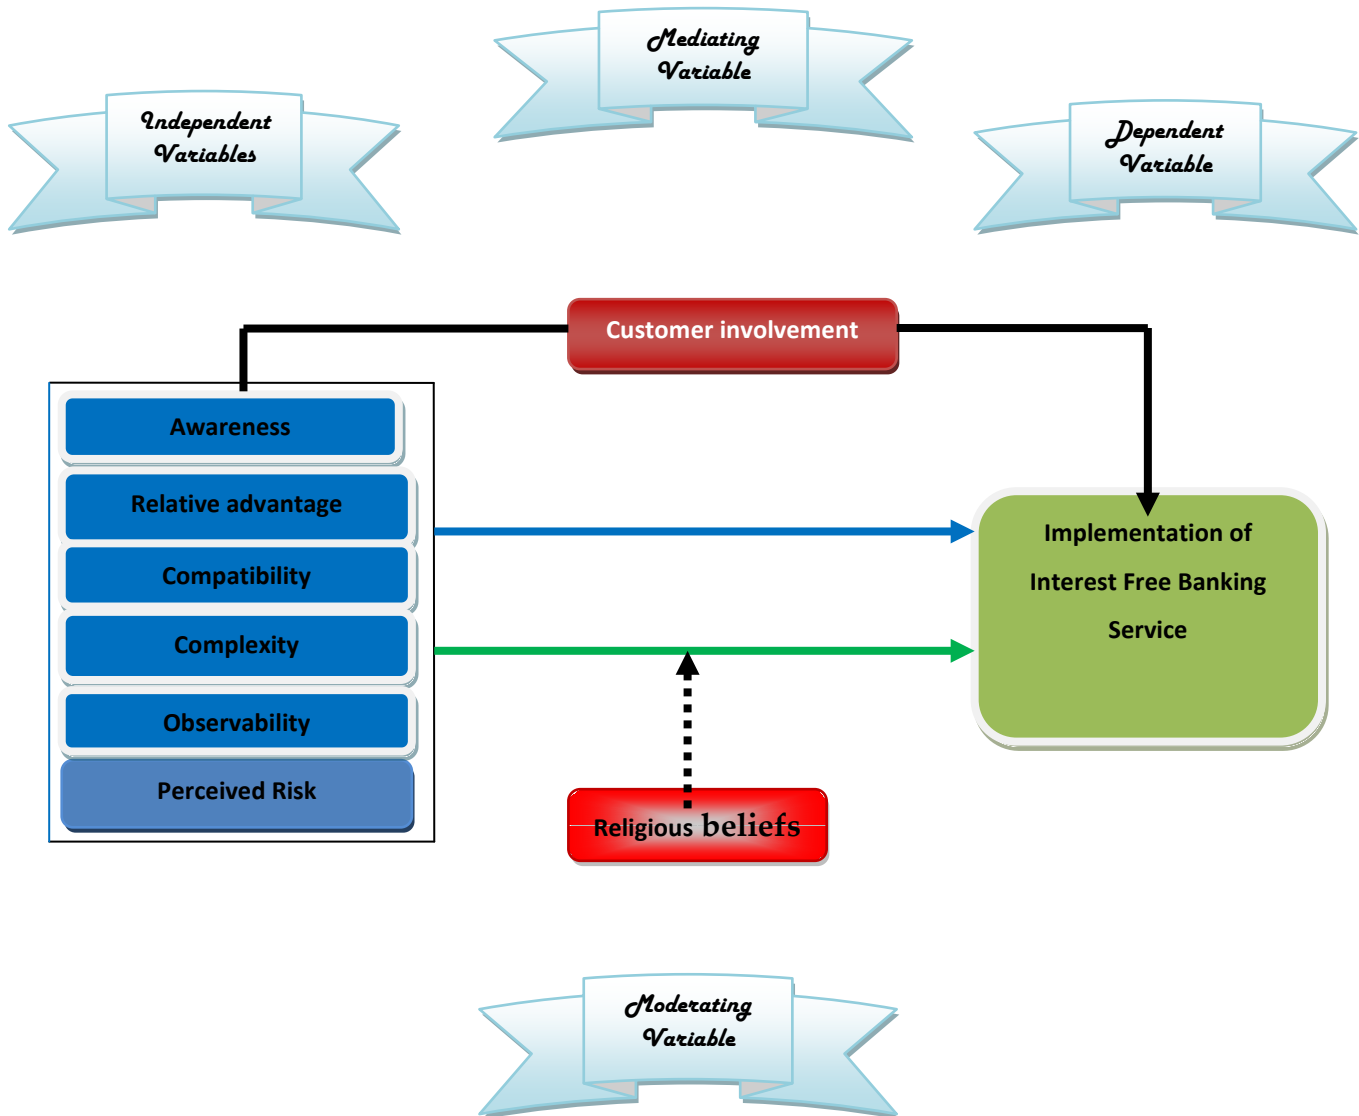 Mediating
Variable
Independent
Variables
Dependent
Variable
Customer involvement
Awareness
Relative advantage
Compatibility
Complexity
Observability
Perceived Risk
Implementation of
Interest Free Banking
Service
Religious beliefs
Moderating
Variable